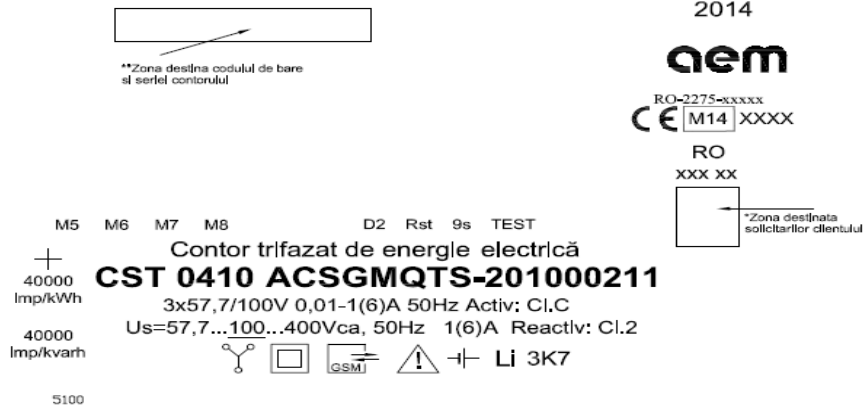 2014
aem
**Zona destina codului de bare
si seriei contorului
RO-2275-xxxxx
CE M14 XXXX
RO
xxx xx
*Zona destinata
solicitarilor clientului
M5 M6 M7 M8 D2 Rst 9s TEST
Contor trifazat de energie electrică
40000
Imp/kWh
CST 0410 ACSGMQTS-201000211
3x57,7/100V 0,01-1(6)A 50Hz Activ: Cl.C
Us=57,7...100...400Vca, 50Hz 1(6)A Reactiv: Cl.2
40000
Imp/kvarh
GSM ! Li 3K7
5100